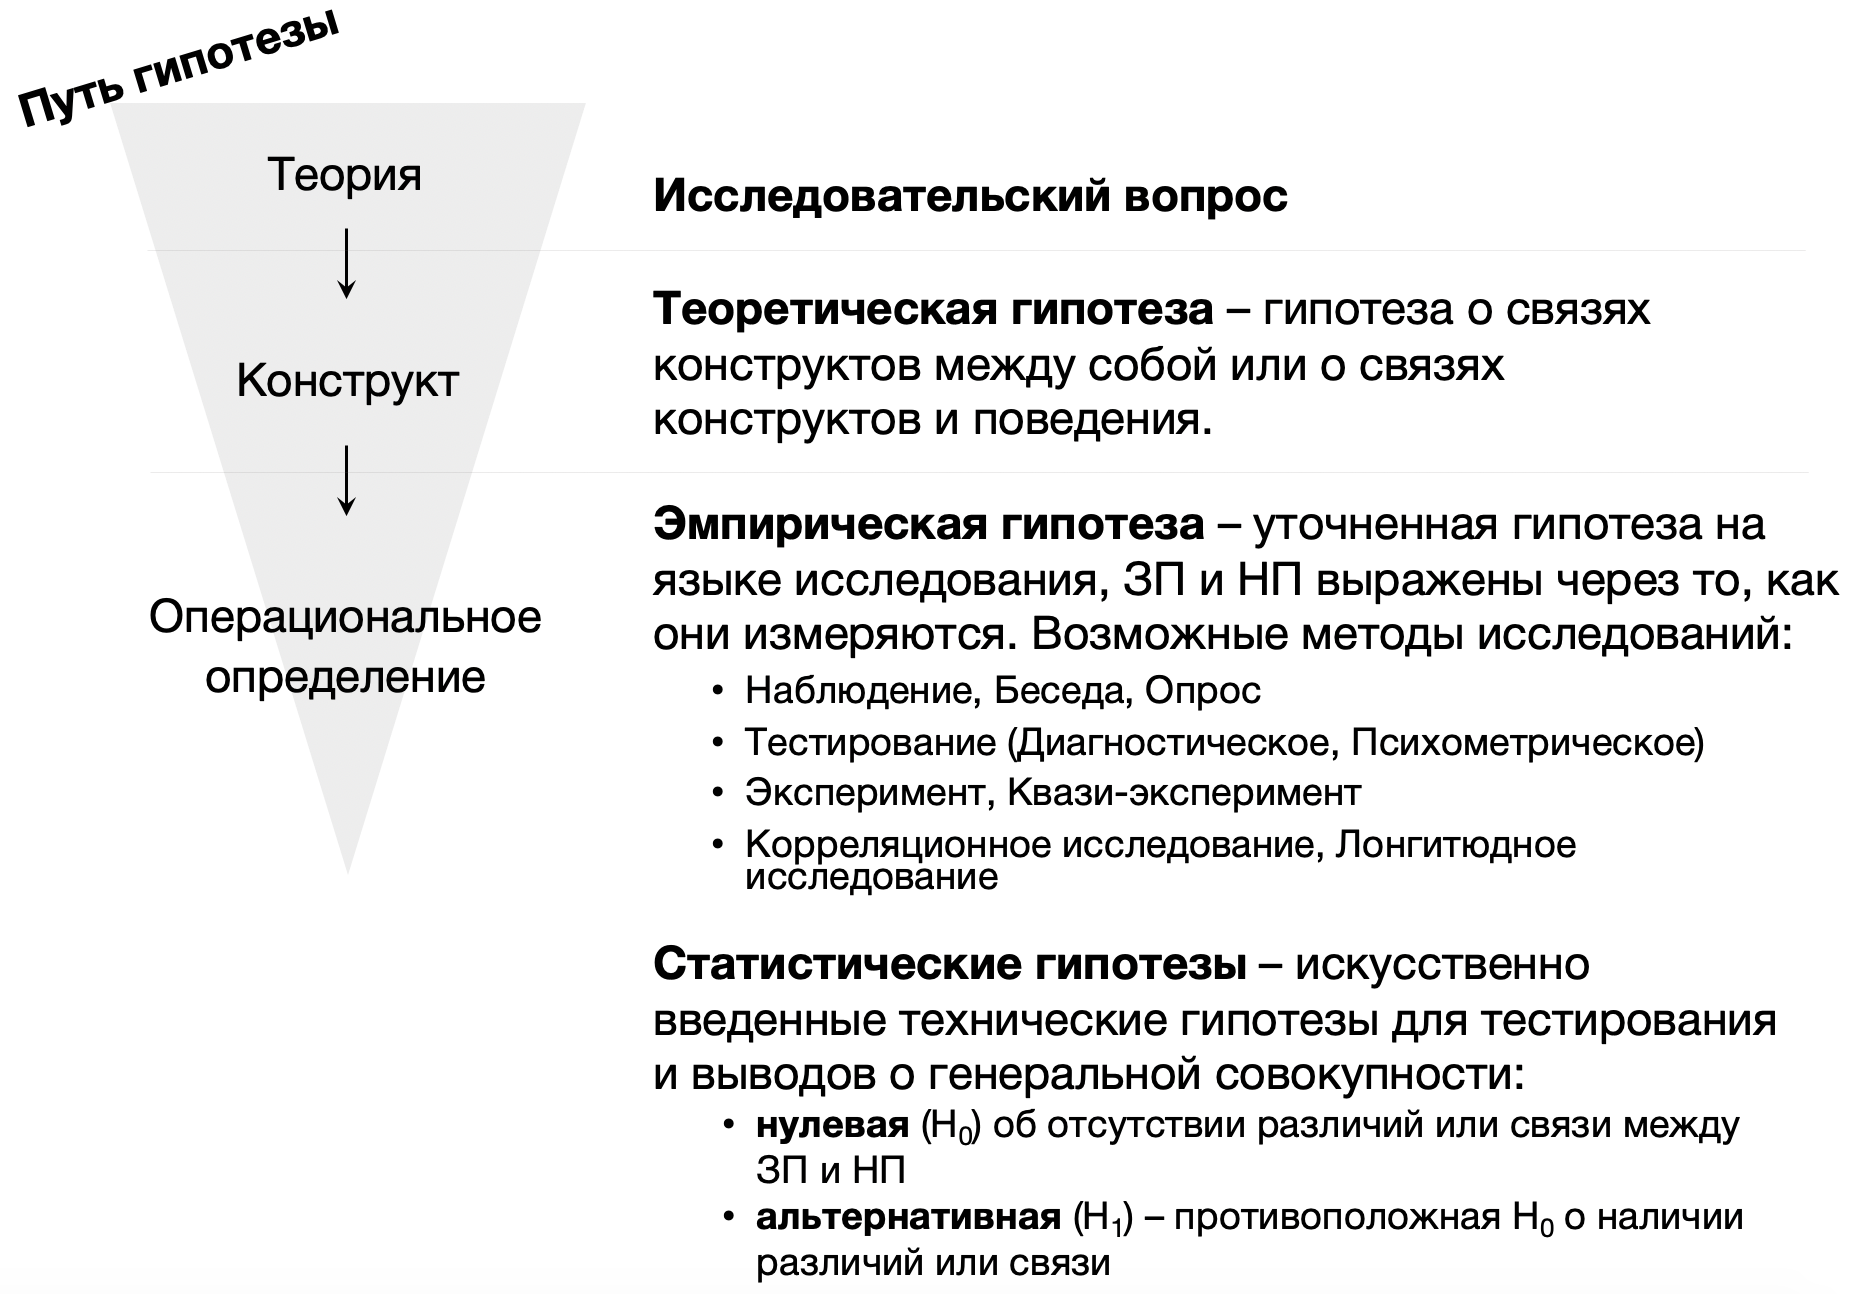 Путь гипотезы
Теория
Исследовательский вопрос
Конструкт
Теоретическая гипотеза – гипотеза о связях
конструктов между собой или о связях
конструктов и поведения.
Операциональное
определение
Эмпирическая гипотеза – уточненная гипотеза на
языке исследования, ЗП и НП выражены через то, как
они измеряются. Возможные методы исследований:
• Наблюдение, Беседа, Опрос
• Тестирование (Диагностическое, Психометрическое)
• Эксперимент, Квази-эксперимент
• Корреляционное исследование, Лонгитюдное
исследование
Статистические гипотезы – искусственно
введенные технические гипотезы для тестирования
и выводов о генеральной совокупности:
• нулевая (H₀) об отсутствии различий или связи между
ЗП и НП
• альтернативная (H₁) – противоположная H₀ о наличии
различий или связи